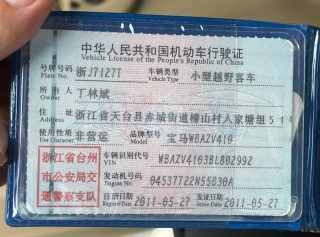 中华人民共和国机动车行驶证
Vehicle License of the People's Republic of China
号牌号码 浙J7127T 车辆类型 小型越野客车
Plate No. Vehicle Type
所有人 丁林斌
Owner
住址 浙江省天台县赤城街道榜山村人家塘组51号
Address
使用性质 非营运 品牌型号 宝马WBAZV410
Use Character Model
浙江省台州
市公安局交
通警察支队
车辆识别代号 WBAZV4103BL802992
VIN
发动机号码 04537722N55B30A
Engine No.
注册日期 2011-05-27 发证日期 2011-05-27
Register Date Issue Date